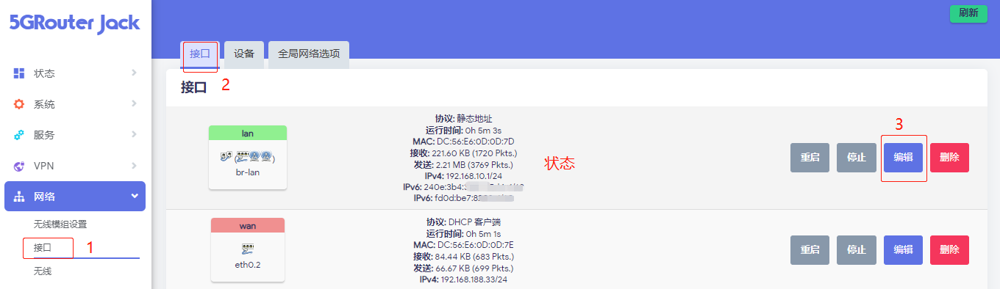 5GRouter Jack
状态
系统
服务
VPN
网络
无线模组设置
接口
1
无线
刷新
接口
设备
全局网络选项
接口
2
lan
br-lan
协议: 静态地址
运行时间: 0h 5m 3s
MAC: DC:56:E6:0D:0D:7D
接收: 221.60 KB (1720 Pkts.)
发送: 2.21 MB (3769 Pkts.)
IPv4: 192.168.10.1/24
IPv6: 240e:3b4:
IPv6: fd0d:be7:8
状态
3
重启
停止
编辑
删除
wan
eth0.2
协议: DHCP 客户端
运行时间: 0h 5m 1s
MAC: DC:56:E6:0D:0D:7E
接收: 84.44 KB (683 Pkts.)
发送: 66.67 KB (699 Pkts.)
IPv4: 192.168.188.33/24
重启
停止
编辑
删除